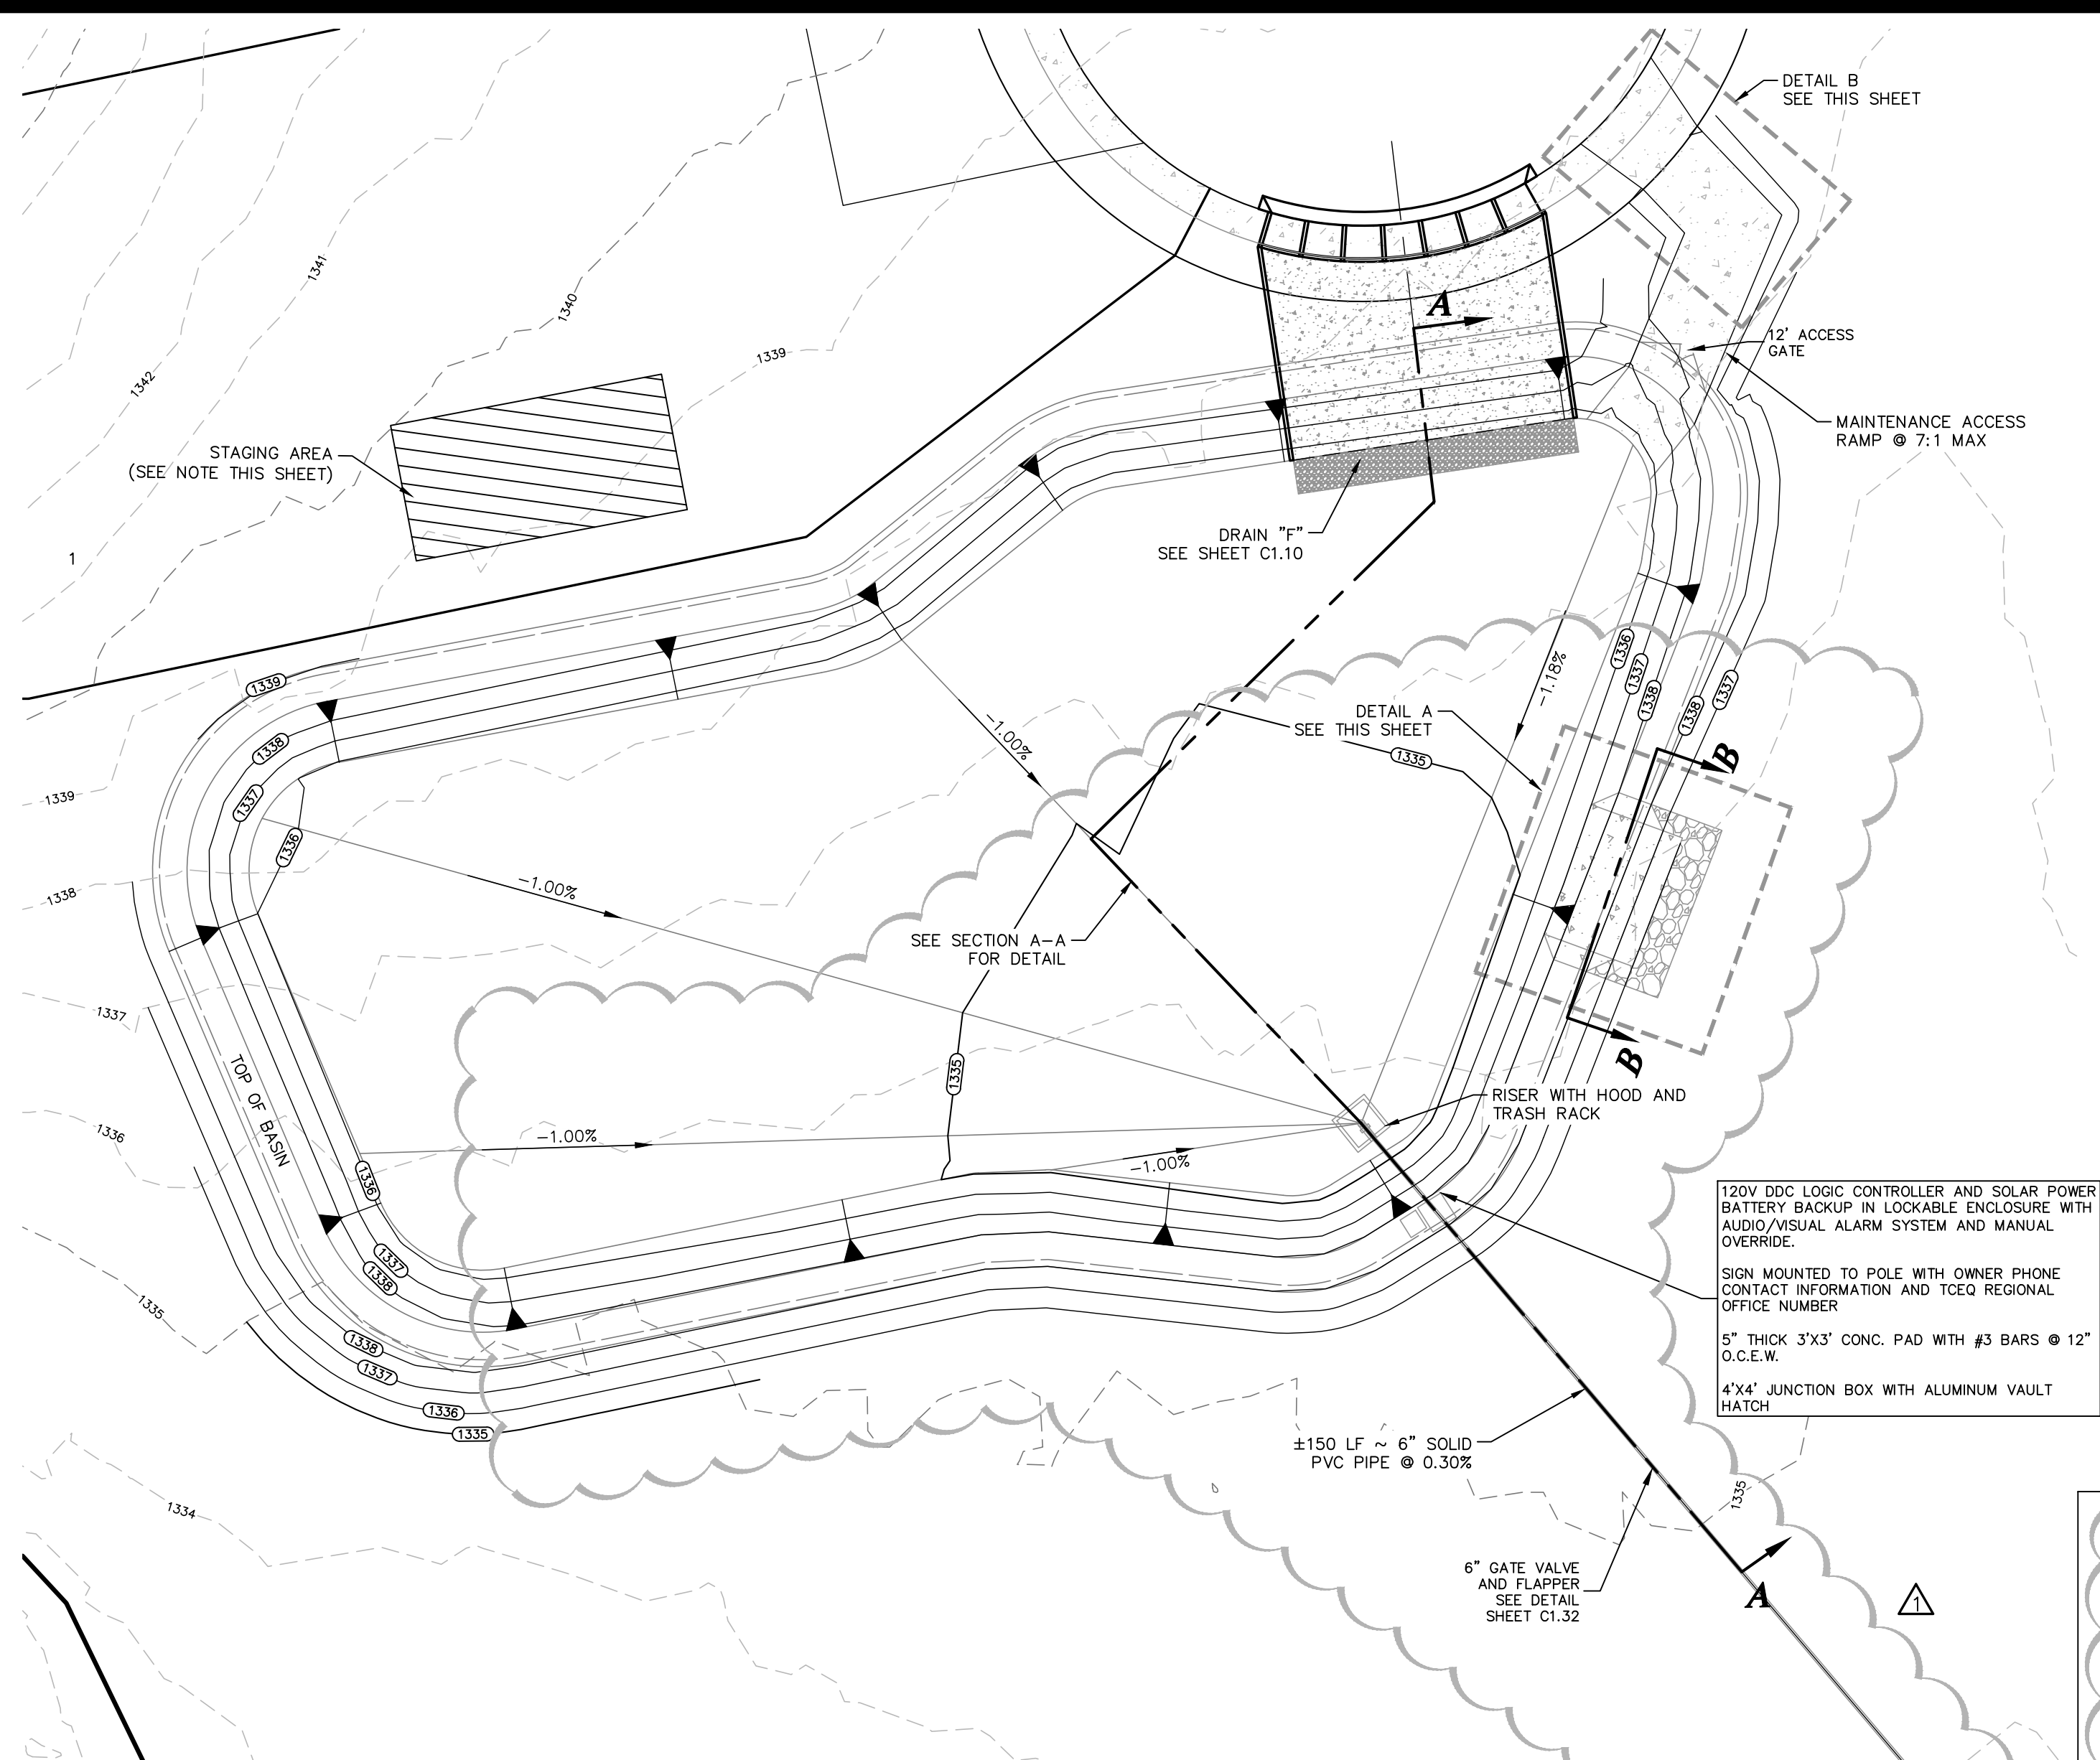 DETAIL B
SEE THIS SHEET
1341
1340
1339
1342
A
12' ACCESS
GATE
MAINTENANCE ACCESS
RAMP @ 7:1 MAX
STAGING AREA
(SEE NOTE THIS SHEET)
1
DRAIN "F"
SEE SHEET C1.10
1336
1337
1338
1338
1337
-1.18%
1339
1338
1337
1336
-1.00%
DETAIL A
SEE THIS SHEET
1335
B
1339
1338
-1.00%
SEE SECTION A-A
FOR DETAIL
1337
TOP OF BASIN
1335
B
RISER WITH HOOD AND
TRASH RACK
1336
-1.00%
-1.00%
1336
120V DDC LOGIC CONTROLLER AND SOLAR POWER
BATTERY BACKUP IN LOCKABLE ENCLOSURE WITH
AUDIO/VISUAL ALARM SYSTEM AND MANUAL
OVERRIDE.
SIGN MOUNTED TO POLE WITH OWNER PHONE
CONTACT INFORMATION AND TCEQ REGIONAL
OFFICE NUMBER
5" THICK 3'X3' CONC. PAD WITH #3 BARS @ 12"
O.C.E.W.
4'X4' JUNCTION BOX WITH ALUMINUM VAULT
HATCH
1337
1338
1335
1338
1337
1336
1335
±150 LF ~ 6" SOLID
PVC PIPE @ 0.30%
1335
1334
6" GATE VALVE
AND FLAPPER
SEE DETAIL
SHEET C1.32
A
1